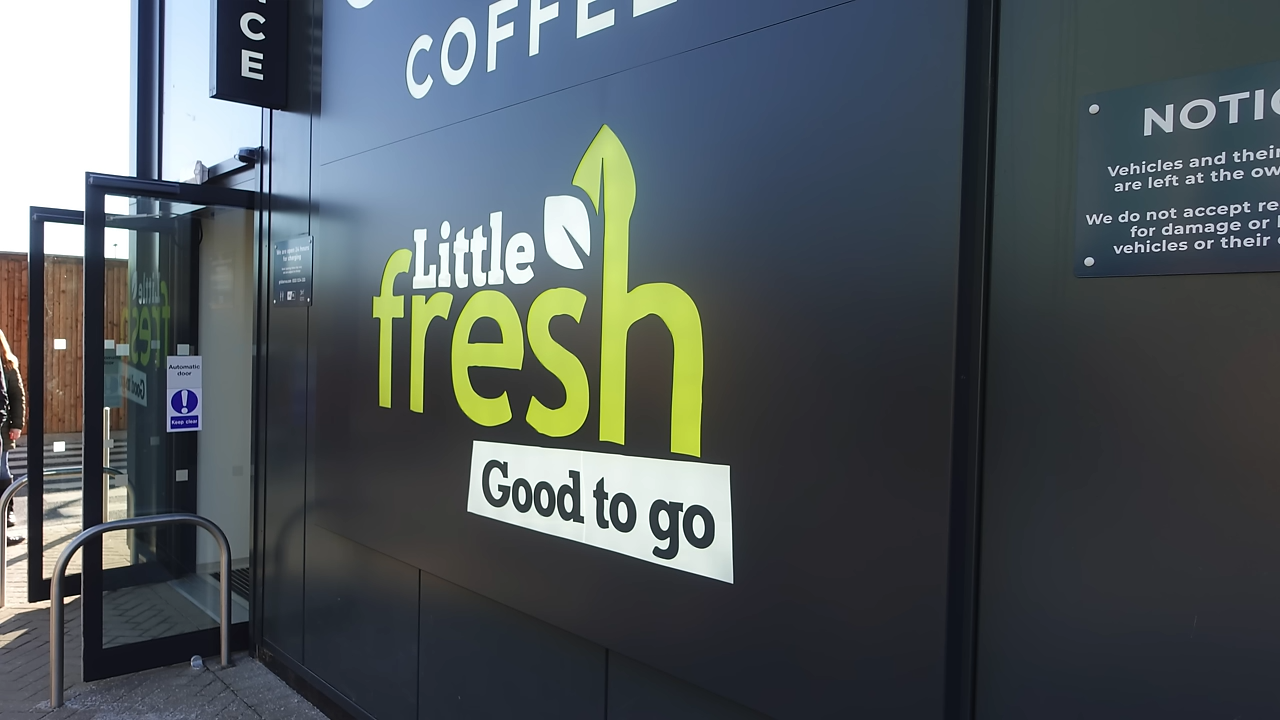 CE
COFFEE
Little
fresh
Good to go
Automatic
door
Keep clear
NOTIC
Vehicles and their
are left at the ow
We do not accept re
for damage or
vehicles or their